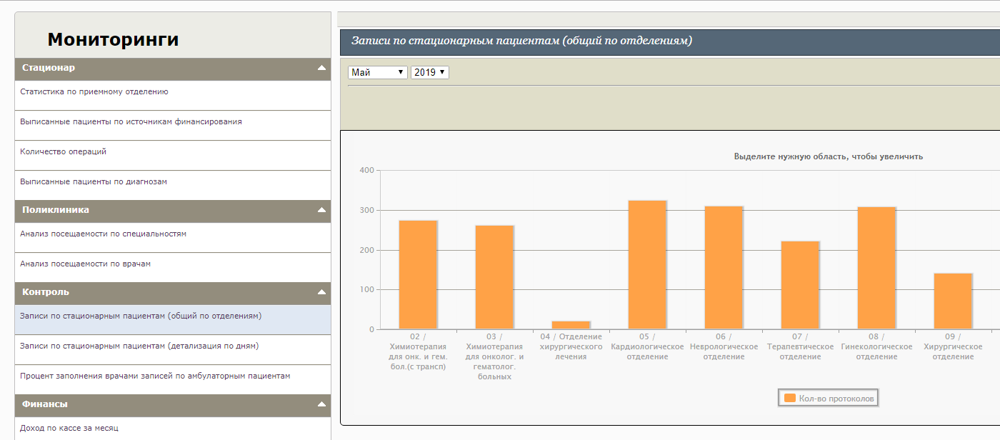 Мониторинги
Стационар
Статистика по приемному отделению
Выписанные пациенты по источникам финансирования
Количество операций
Выписанные пациенты по диагнозам
Поликлиника
Анализ посещаемости по специальностям
Анализ посещаемости по врачам
Контроль
Записи по стационарным пациентам (общий по отделениям)
Записи по стационарным пациентам (детализация по дням)
Процент заполнения врачами записей по амбулаторным пациентам
Финансы
Доход по кассе за месяц
Записи по стационарным пациентам (общий по отделениям)
Май 2019
Выделите нужную область, чтобы увеличить
400
300
200
100
0
02 /
Химиотерапия
для онк. и гем.
бол.(с трансп)
03 /
Химиотерапия
для онколог. и
гематолог.
больных
04 / Отделение
хирургического
лечения
05 /
Кардиологическое
отделение
06 /
Неврологическое
отделение
07 /
Терапевтическое
отделение
08 /
Гинекологическое
отделение
09 /
Хирургическое
отделение
Кол-во протоколов